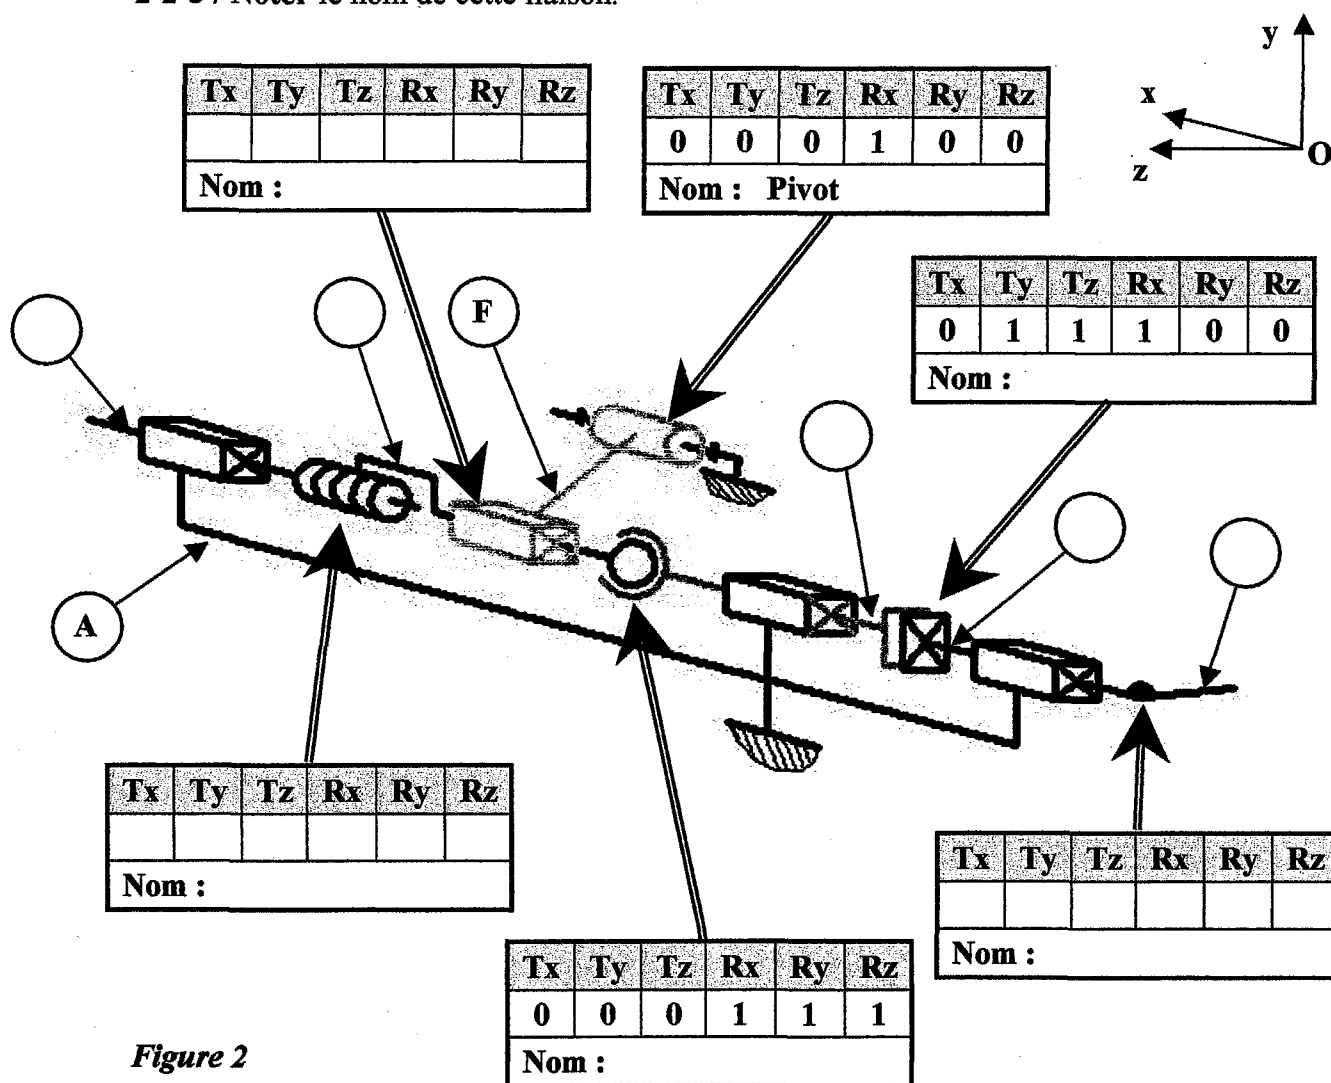 2-2-3 / Noter le nom de cette liaison.
y
x
z
O
Tx Ty Tz Rx Ry Rz
Nom :
Tx Ty Tz Rx Ry Rz
0 0 0 1 0 0
Nom : Pivot
Tx Ty Tz Rx Ry Rz
0 1 1 1 0 0
Nom :
F
A
Tx Ty Tz Rx Ry Rz
Nom :
Tx Ty Tz Rx Ry Rz
Nom :
Tx Ty Tz Rx Ry Rz
0 0 0 1 1 1
Nom :
Figure 2